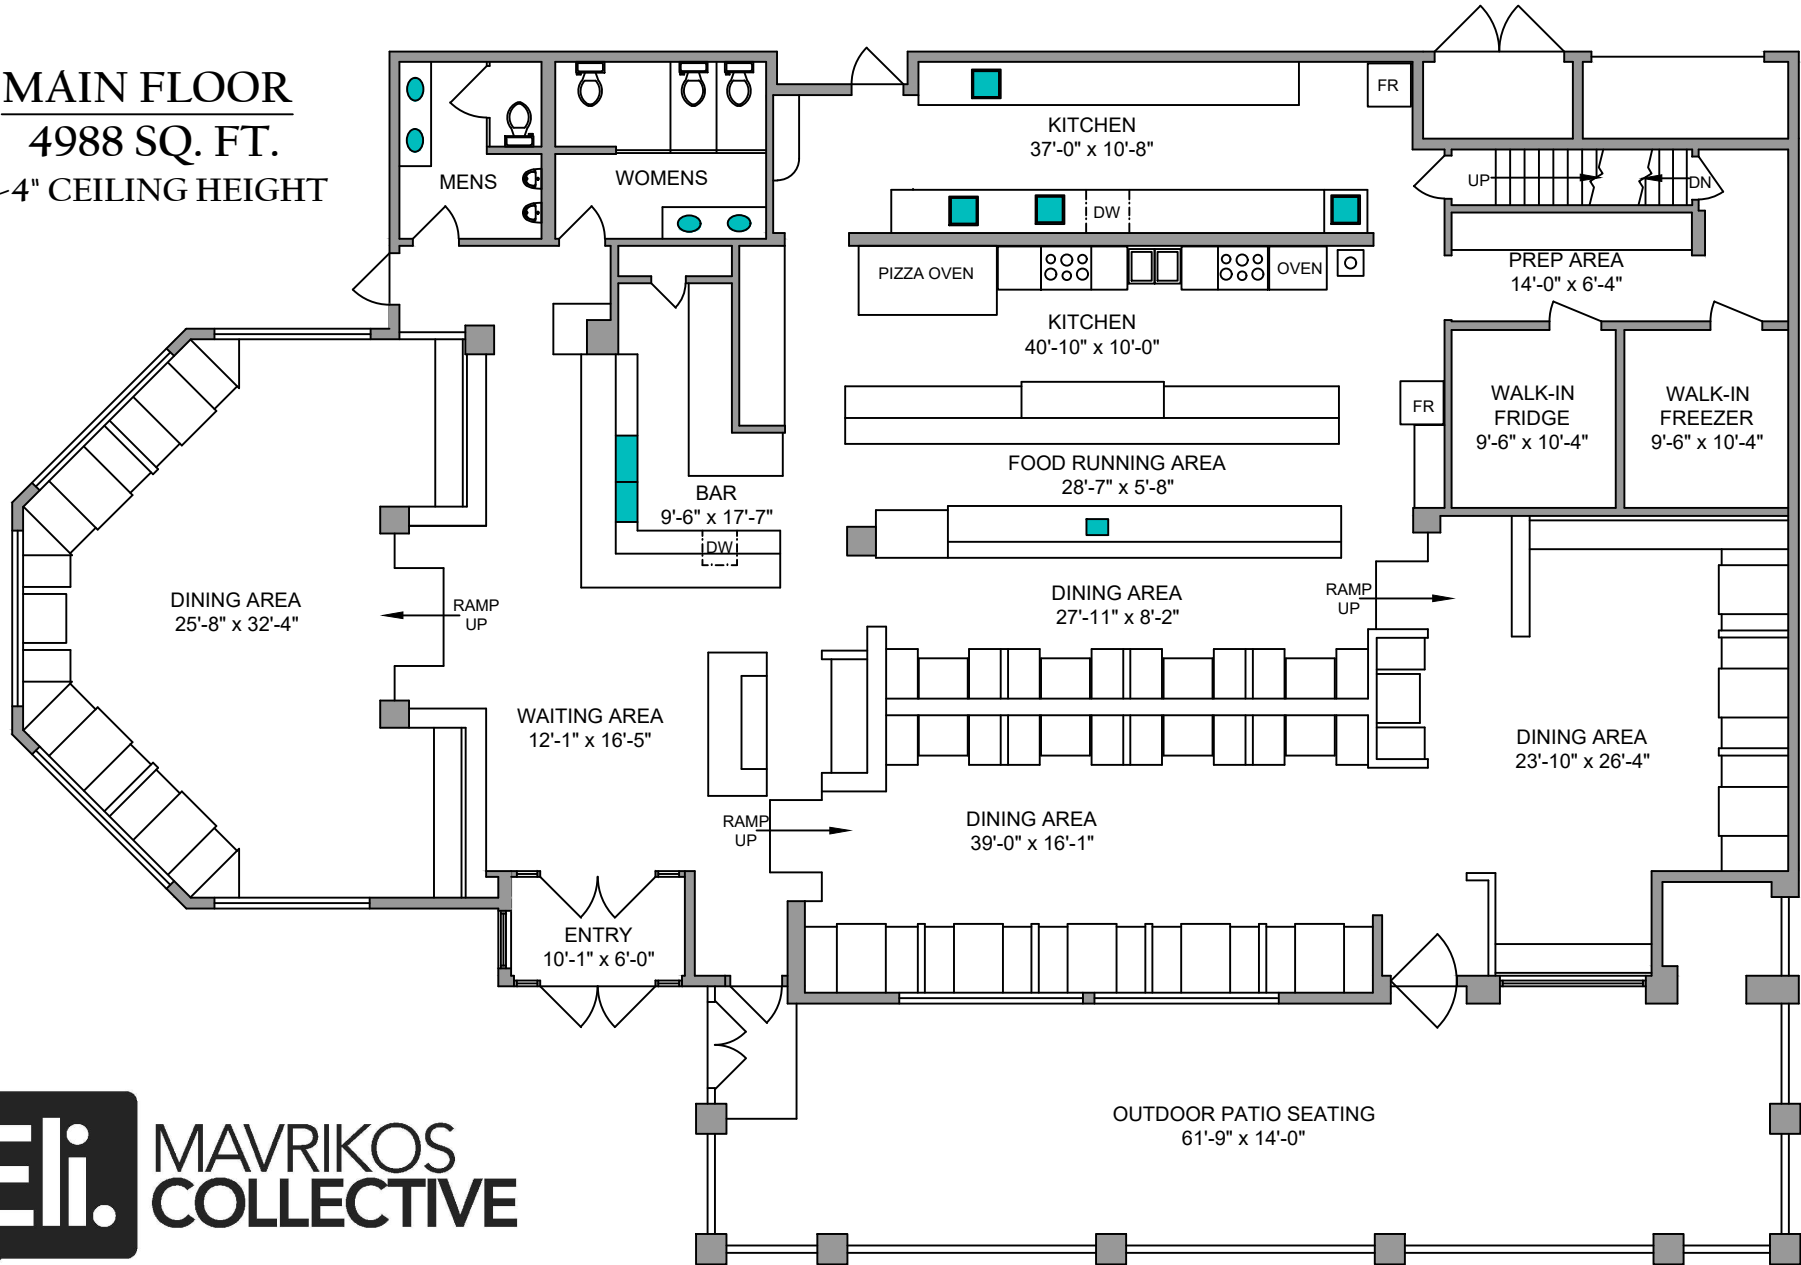 MAIN FLOOR
4988 SQ. FT.
-4" CEILING HEIGHT
MENS
WOMENS
KITCHEN
37'-0" x 10'-8"
FR
UP
DN
DW
PIZZA OVEN
OVEN
PREP AREA
14'-0" x 6'-4"
KITCHEN
40'-10" x 10'-0"
FR
WALK-IN
FRIDGE
9'-6" x 10'-4"
WALK-IN
FREEZER
9'-6" x 10'-4"
FOOD RUNNING AREA
28'-7" x 5'-8"
BAR
9'-6" x 17'-7"
DW
DINING AREA
25'-8" x 32'-4"
RAMP
UP
DINING AREA
27'-11" x 8'-2"
RAMP
UP
WAITING AREA
12'-1" x 16'-5"
DINING AREA
23'-10" x 26'-4"
RAMP
UP
DINING AREA
39'-0" x 16'-1"
ENTRY
10'-1" x 6'-0"
OUTDOOR PATIO SEATING
61'-9" x 14'-0"
Eli.
MAVRIKOS
COLLECTIVE